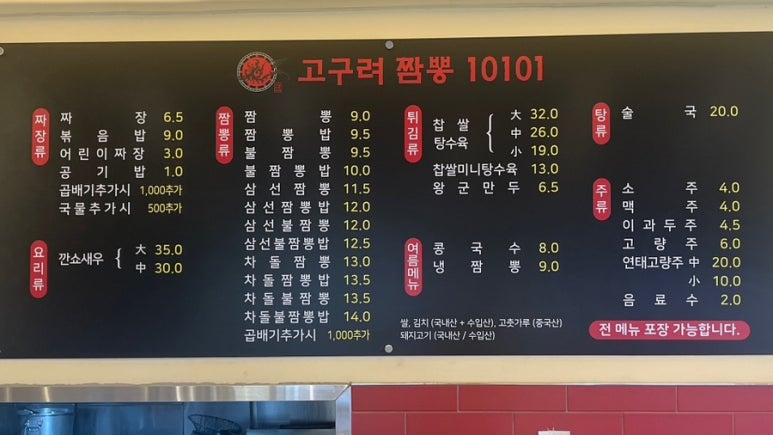 고구려 짬뽕 10101
짜장류
짜장 6.5
볶음밥 9.0
어린이짜장 3.0
공기밥 1.0
곱배기추가시 1,000추가
국물추가시 500추가
요리류
깐쇼새우 { 大 35.0
中 30.0
짬뽕류
짬뽕 9.0
짬뽕밥 9.5
불짬뽕 9.5
불짬뽕밥 10.0
삼선짬뽕 11.5
삼선짬뽕밥 12.0
삼선불짬뽕 12.0
삼선불짬뽕밥 12.5
차돌짬뽕 13.0
차돌짬뽕밥 13.5
차돌불짬뽕 13.5
차돌불짬뽕밥 14.0
곱배기추가시 1,000추가
튀김류
찹쌀탕수육 { 大 32.0
中 26.0
小 19.0
찹쌀미니탕수육 13.0
왕군만두 6.5
여름메뉴
콩국수 8.0
냉짬뽕 9.0
쌀, 김치 (국내산 + 수입산), 고춧가루 (중국산)
돼지고기 (국내산 / 수입산)
탕류
술국 20.0
주류
소주 4.0
맥주 4.0
이과두주 4.5
고량주 6.0
연태고량주 中 20.0
小 10.0
음료수 2.0
전 메뉴 포장 가능합니다.